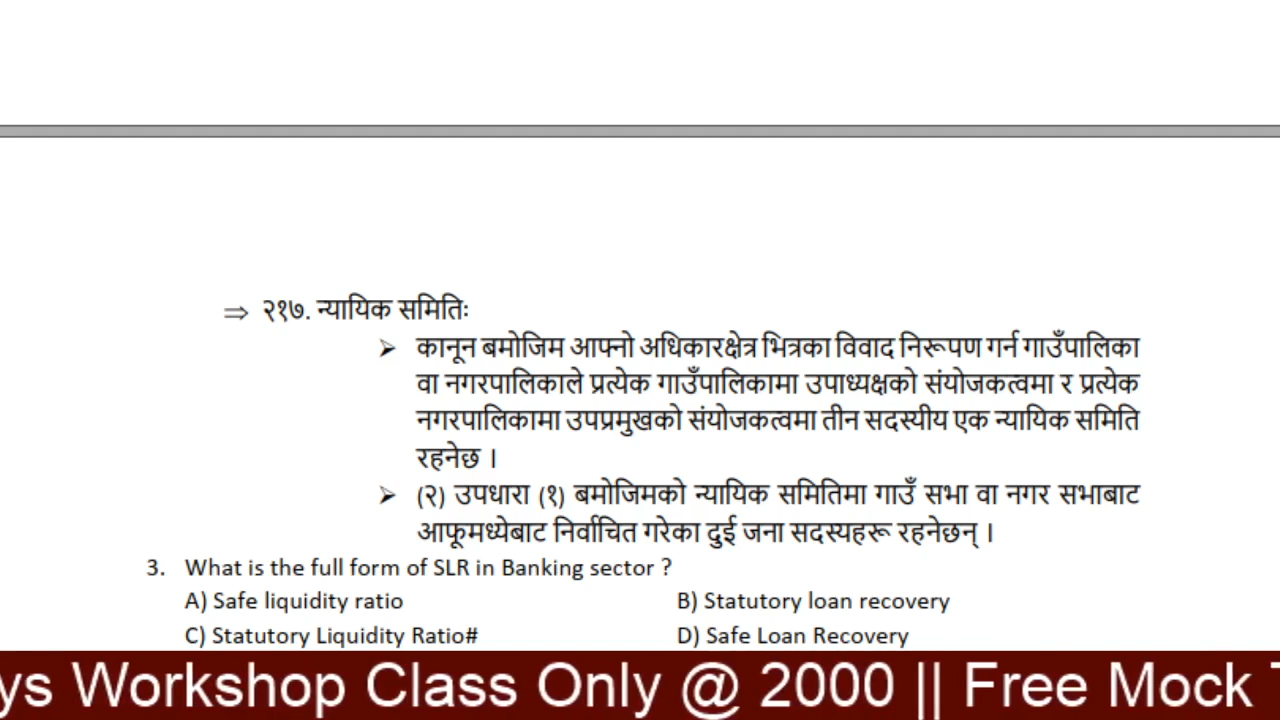 ⇒ २१७. न्यायिक समितिः
➢ कानून बमोजिम आफ्नो अधिकारक्षेत्र भित्रका विवाद निरूपण गर्न गाउँपालिका
वा नगरपालिकाले प्रत्येक गाउँपालिकामा उपाध्यक्षको संयोजकत्वमा र प्रत्येक
नगरपालिकामा उपप्रमुखको संयोजकत्वमा तीन सदस्यीय एक न्यायिक समिति
रहनेछ ।
➢ (२) उपधारा (१) बमोजिमको न्यायिक समितिमा गाउँ सभा वा नगर सभाबाट
आफूमध्येबाट निर्वाचित गरेका दुई जना सदस्यहरू रहनेछन् ।
3. What is the full form of SLR in Banking sector ?
A) Safe liquidity ratio B) Statutory loan recovery
C) Statutory Liquidity Ratio# D) Safe Loan Recovery
ys Workshop Class Only @ 2000 || Free Mock T